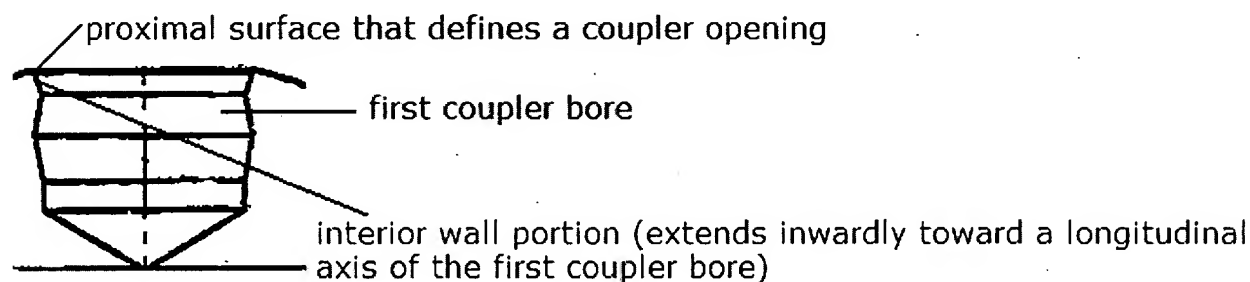 proximal surface that defines a coupler opening
first coupler bore
interior wall portion (extends inwardly toward a longitudinal
axis of the first coupler bore)